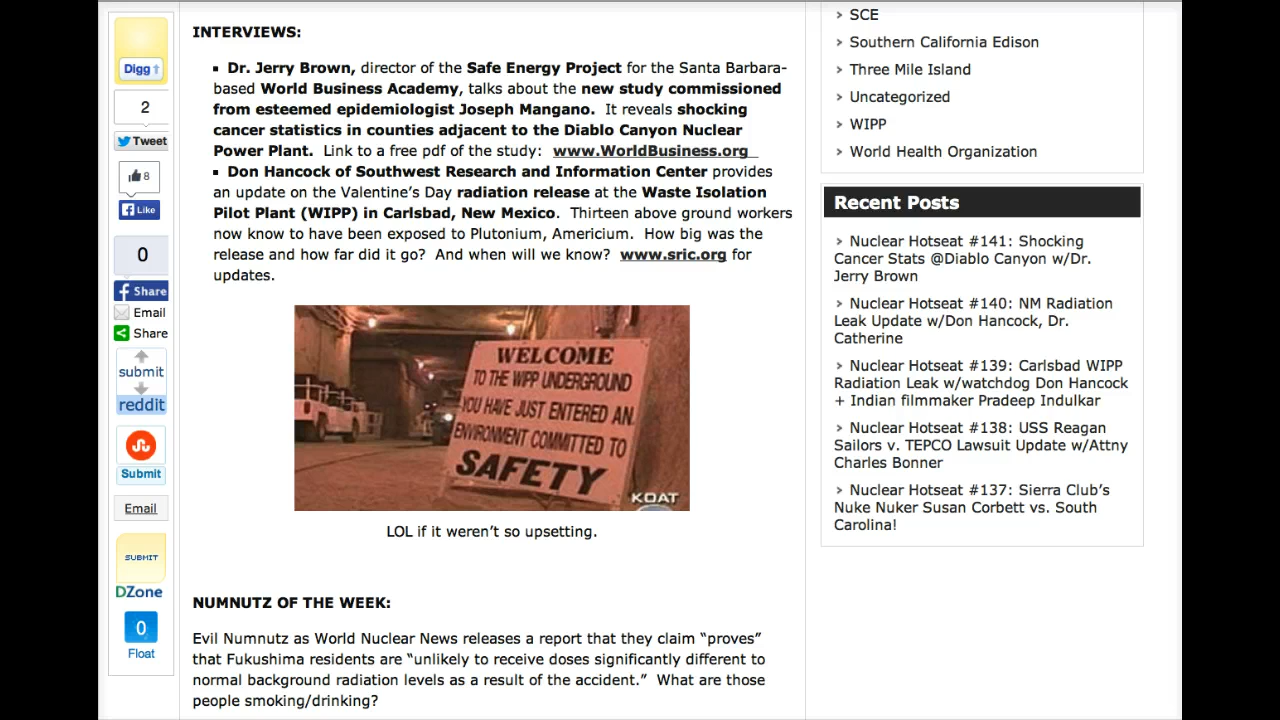 Digg
2
Tweet
8
Like
0
Share
Email
Share
submit
reddit
Submit
Email
SUBMIT
DZone
0
Float
INTERVIEWS:
Dr. Jerry Brown, director of the Safe Energy Project for the Santa Barbara-
based World Business Academy, talks about the new study commissioned
from esteemed epidemiologist Joseph Mangano. It reveals shocking
cancer statistics in counties adjacent to the Diablo Canyon Nuclear
Power Plant. Link to a free pdf of the study: www.WorldBusiness.org
Don Hancock of Southwest Research and Information Center provides
an update on the Valentine's Day radiation release at the Waste Isolation
Pilot Plant (WIPP) in Carlsbad, New Mexico. Thirteen above ground workers
now know to have been exposed to Plutonium, Americium. How big was the
release and how far did it go? And when will we know? www.sric.org for
updates.
WELCOME
TO THE WIPP UNDERGROUND
YOU HAVE JUST ENTERED AN
ENVIRONMENT COMMITTED TO
SAFETY
KOAT
LOL if it weren't so upsetting.
NUMNUTZ OF THE WEEK:
Evil Numnutz as World Nuclear News releases a report that they claim “proves”
that Fukushima residents are “unlikely to receive doses significantly different to
normal background radiation levels as a result of the accident.” What are those
people smoking/drinking?
SCE
Southern California Edison
Three Mile Island
Uncategorized
WIPP
World Health Organization
Recent Posts
Nuclear Hotseat #141: Shocking
Cancer Stats @Diablo Canyon w/Dr.
Jerry Brown
Nuclear Hotseat #140: NM Radiation
Leak Update w/Don Hancock, Dr.
Catherine
Nuclear Hotseat #139: Carlsbad WIPP
Radiation Leak w/watchdog Don Hancock
+ Indian filmmaker Pradeep Indulkar
Nuclear Hotseat #138: USS Reagan
Sailors v. TEPCO Lawsuit Update w/Attny
Charles Bonner
Nuclear Hotseat #137: Sierra Club's
Nuke Nuker Susan Corbett vs. South
Carolina!